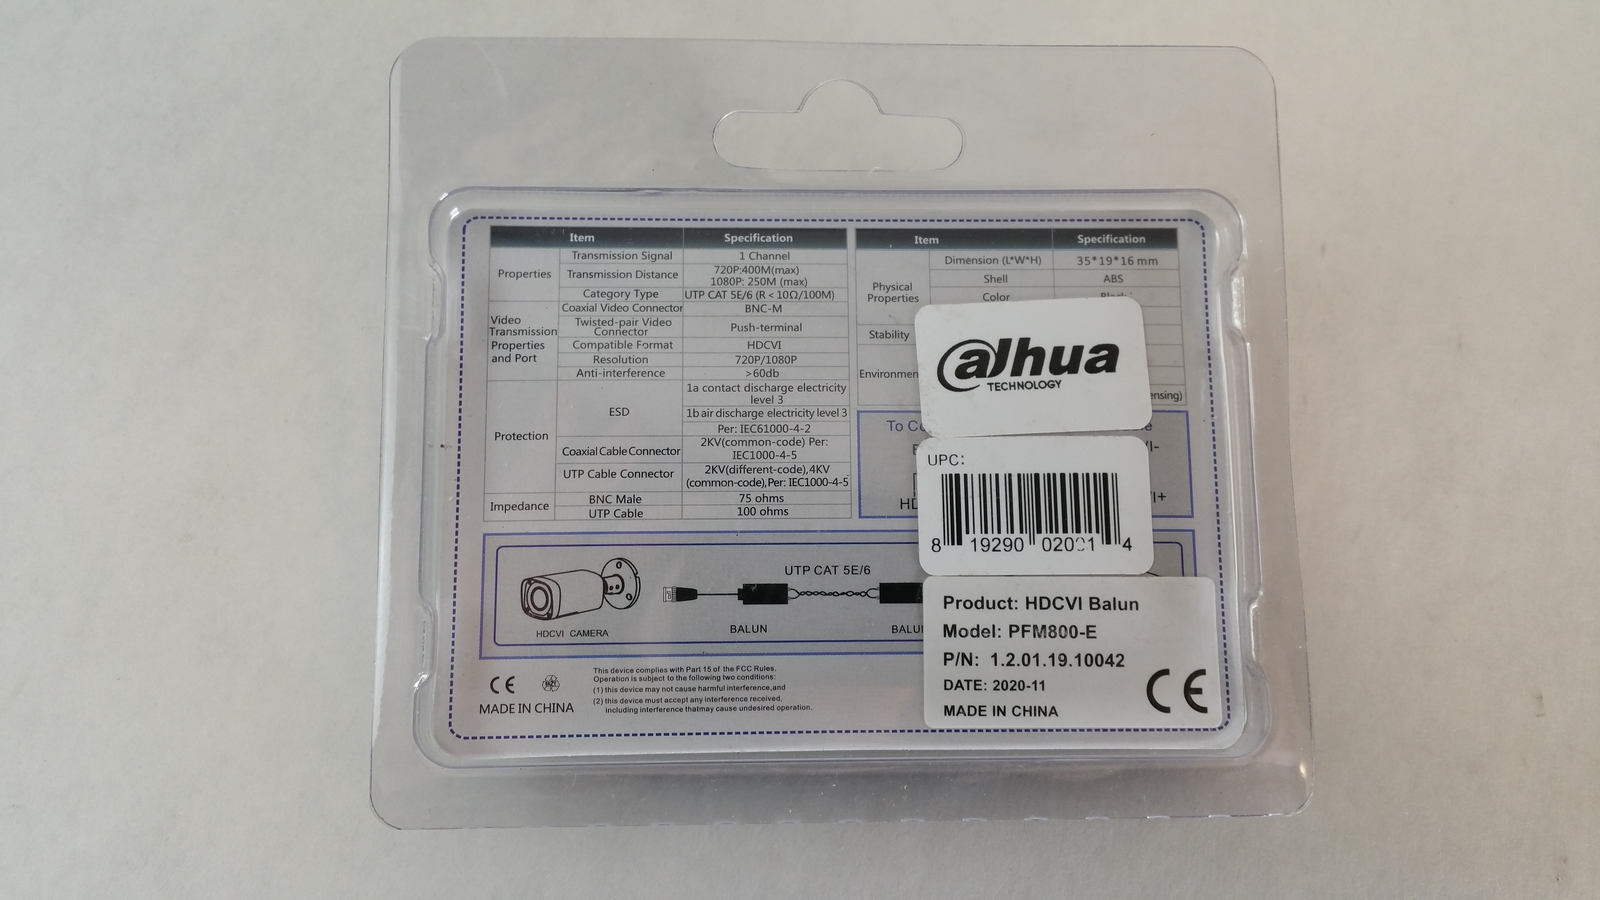 Item Specification
Properties
Transmission Signal 1 Channel
Transmission Distance 720P:400M(max)
1080P: 250M (max)
Category Type UTP CAT 5E/6 (R < 10Ω/100M)
Video
Transmission
Properties
and Port
Coaxial Video Connector BNC-M
Twisted-pair Video
Connector
Push-terminal
Compatible Format HDCVI
Resolution 720P/1080P
Anti-interference >60db
Protection
ESD
1a contact discharge electricity
level 3
1b air discharge electricity level 3
Per: IEC61000-4-2
Coaxial Cable Connector 2KV(common-code) Per:
IEC1000-4-5
UTP Cable Connector 2KV(different-code),4KV
(common-code),Per: IEC1000-4-5
Impedance
BNC Male 75 ohms
UTP Cable 100 ohms
Item Specification
Physical
Properties
Dimension (L*W*H) 35*19*16 mm
Shell ABS
Color
Stability
To
alhua
TECHNOLOGY
UPC:
8 19290 02001 4
Product: HDCVI Balun
Model: PFM800-E
P/N: 1.2.01.19.10042
DATE: 2020-11
MADE IN CHINA
CE
UTP CAT 5E/6
HDCVI CAMERA
BALUN
CE
MADE IN CHINA
This device complies with Part 15 of the FCC Rules.
Operation is subject to the following two conditions:
(1) this device may not cause harmful interference,and
(2) this device must accept any interference received,
including interference thatmay cause undesired operation.